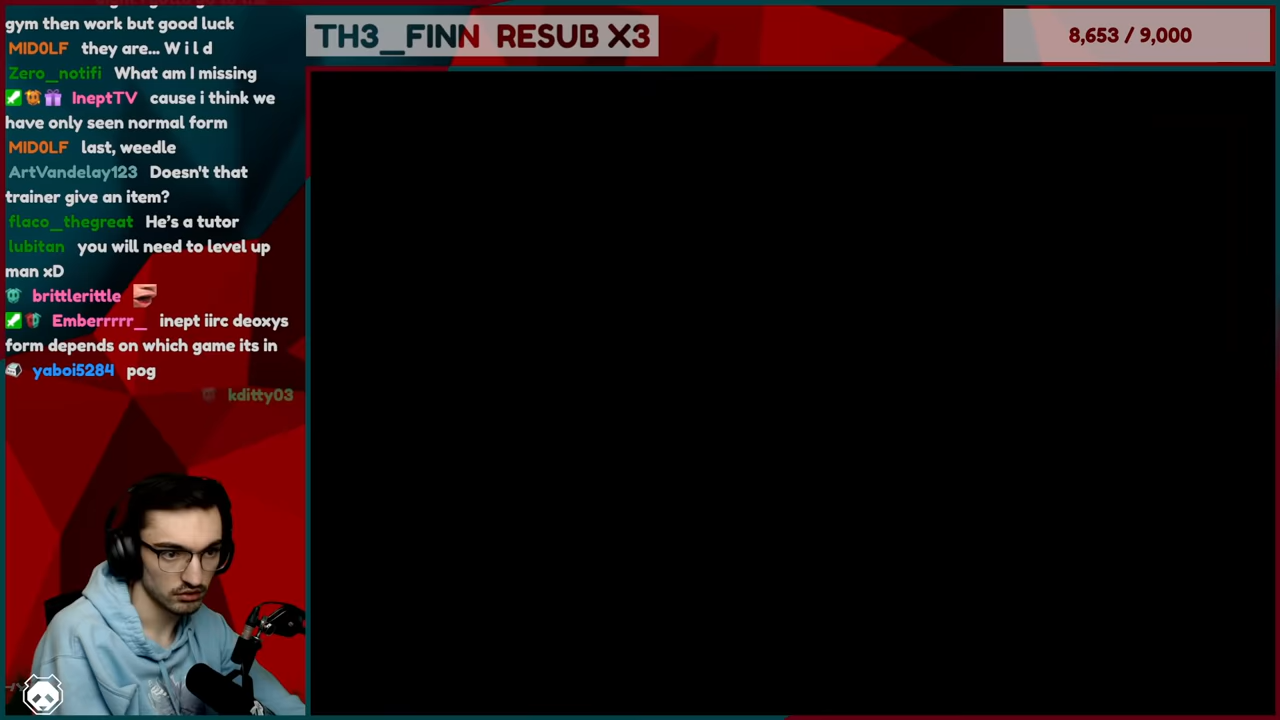 gym then work but good luck
MID0LF they are... W i l d
Zero_notifi What am I missing
IneptTV cause i think we
have only seen normal form
MID0LF last, weedle
ArtVandelay123 Doesn't that
trainer give an item?
flaco_thegreat He's a tutor
lubitan you will need to level up
man xD
brittlerittle
Emberrrrr_ inept iirc deoxys
form depends on which game its in
yaboi5284 pog
kditty03
TH3_FINN RESUB X3
8,653 / 9,000